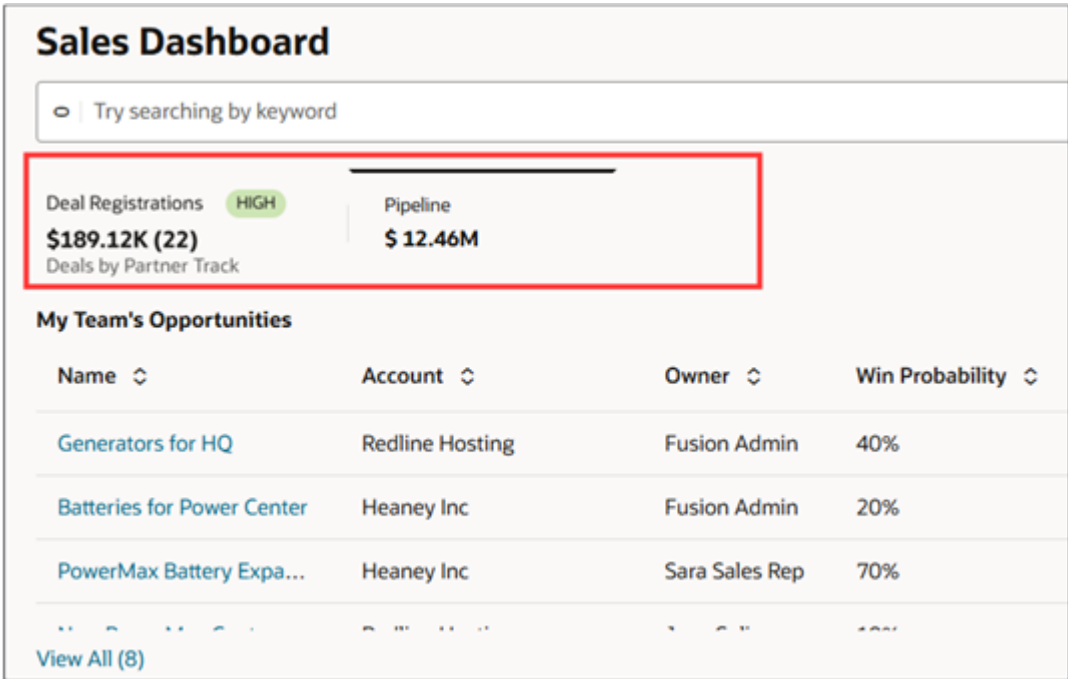 Sales Dashboard
Try searching by keyword
Deal Registrations HIGH
$189.12K (22)
Deals by Partner Track
Pipeline
$ 12.46M
My Team's Opportunities
Name Account Owner Win Probability
Generators for HQ Redline Hosting Fusion Admin 40%
Batteries for Power Center Heaney Inc Fusion Admin 20%
PowerMax Battery Expa... Heaney Inc Sara Sales Rep 70%
View All (8)